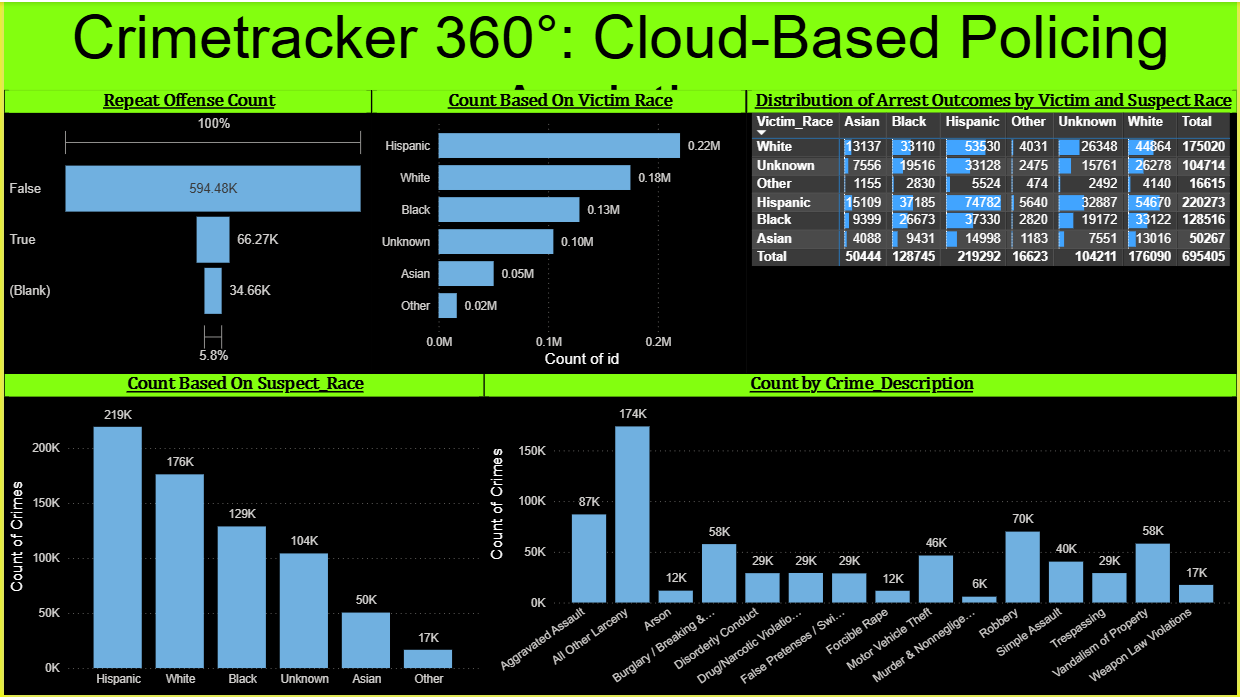 Crimetracker 360°: Cloud-Based Policing
Repeat Offense Count
100%
False
594.48K
True
66.27K
(Blank)
34.66K
5.8%
Count Based On Victim Race
Hispanic 0.22M
White 0.18M
Black 0.13M
Unknown 0.10M
Asian 0.05M
Other 0.02M
0.0M 0.1M 0.2M
Count of id
Distribution of Arrest Outcomes by Victim and Suspect Race
Victim_Race Asian Black Hispanic Other Unknown White Total
White 13137 33110 53530 4031 26348 44864 175020
Unknown 7556 19516 33128 2475 15761 26278 104714
Other 1155 2830 5524 474 2492 4140 16615
Hispanic 15109 37185 74782 5640 32887 54670 220273
Black 9399 26673 37330 2820 19172 33122 128516
Asian 4088 9431 14998 1183 7551 13016 50267
Total 50444 128745 219292 16623 104211 176090 695405
Count Based On Suspect_Race
Count of Crimes
200K
150K
100K
50K
0K
219K
176K
129K
104K
50K
17K
Hispanic White Black Unknown Asian Other
Count by Crime_Description
Count of Crimes
150K
100K
50K
0K
87K
174K
12K
58K
29K
29K
29K
12K
46K
6K
70K
40K
29K
58K
17K
Aggravated Assault
All Other Larceny
Arson
Burglary / Breaking &...
Disorderly Conduct
Drug/Narcotic Violatio...
False Pretenses / Swi...
Forcible Rape
Motor Vehicle Theft
Murder & Nonneglige...
Robbery
Simple Assault
Trespassing
Vandalism of Property
Weapon Law Violations